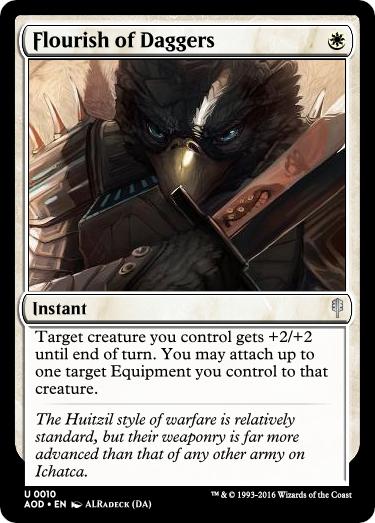 Flourish of Daggers
Instant
Target creature you control gets +2/+2
until end of turn. You may attach up to
one target Equipment you control to that
creature.
The Huitzil style of warfare is relatively
standard, but their weaponry is far more
advanced than that of any other army on
Ichatca.
U 0010
AOD • EN ALRadeck (DA)
™ & © 1993-2016 Wizards of the Coast